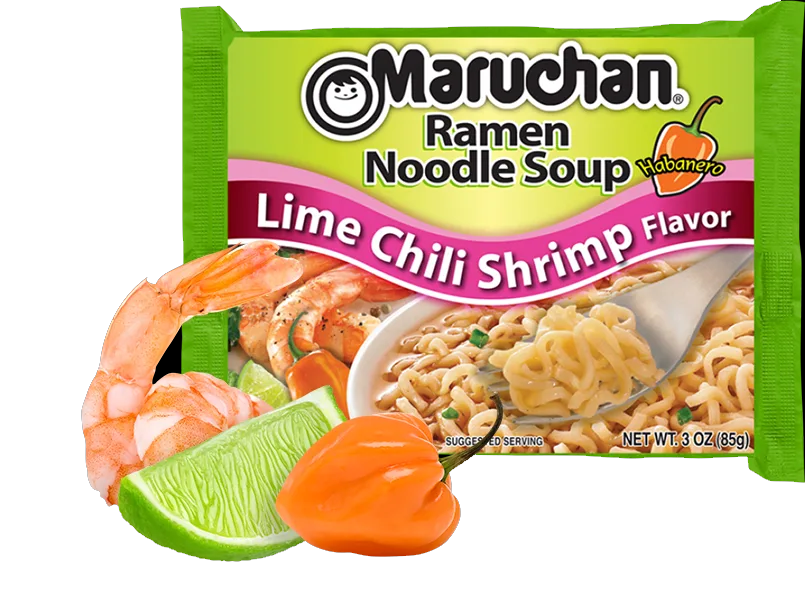 Maruchan®
Ramen
Noodle Soup
Habanero
Lime Chili Shrimp Flavor
SUGGESTED SERVING
NET WT. 3 OZ (85g)